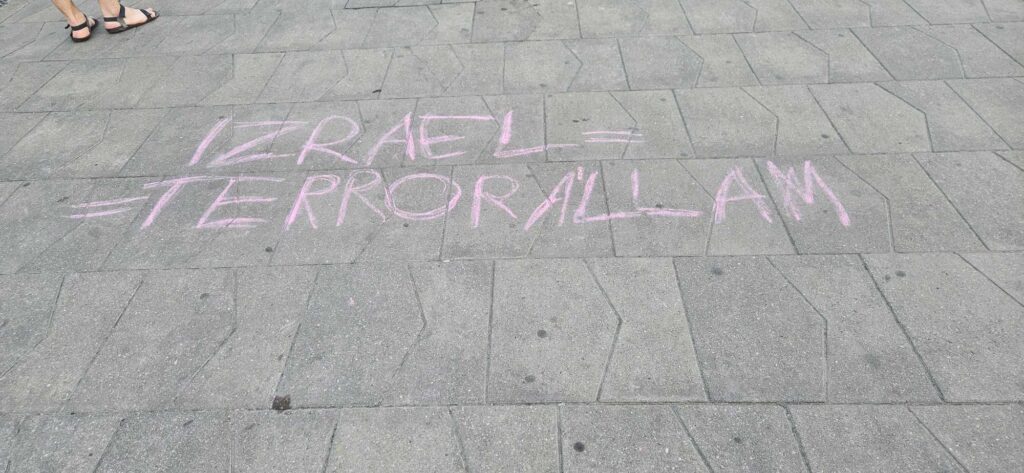 IZRAEL =
= TERRORÁLLAM